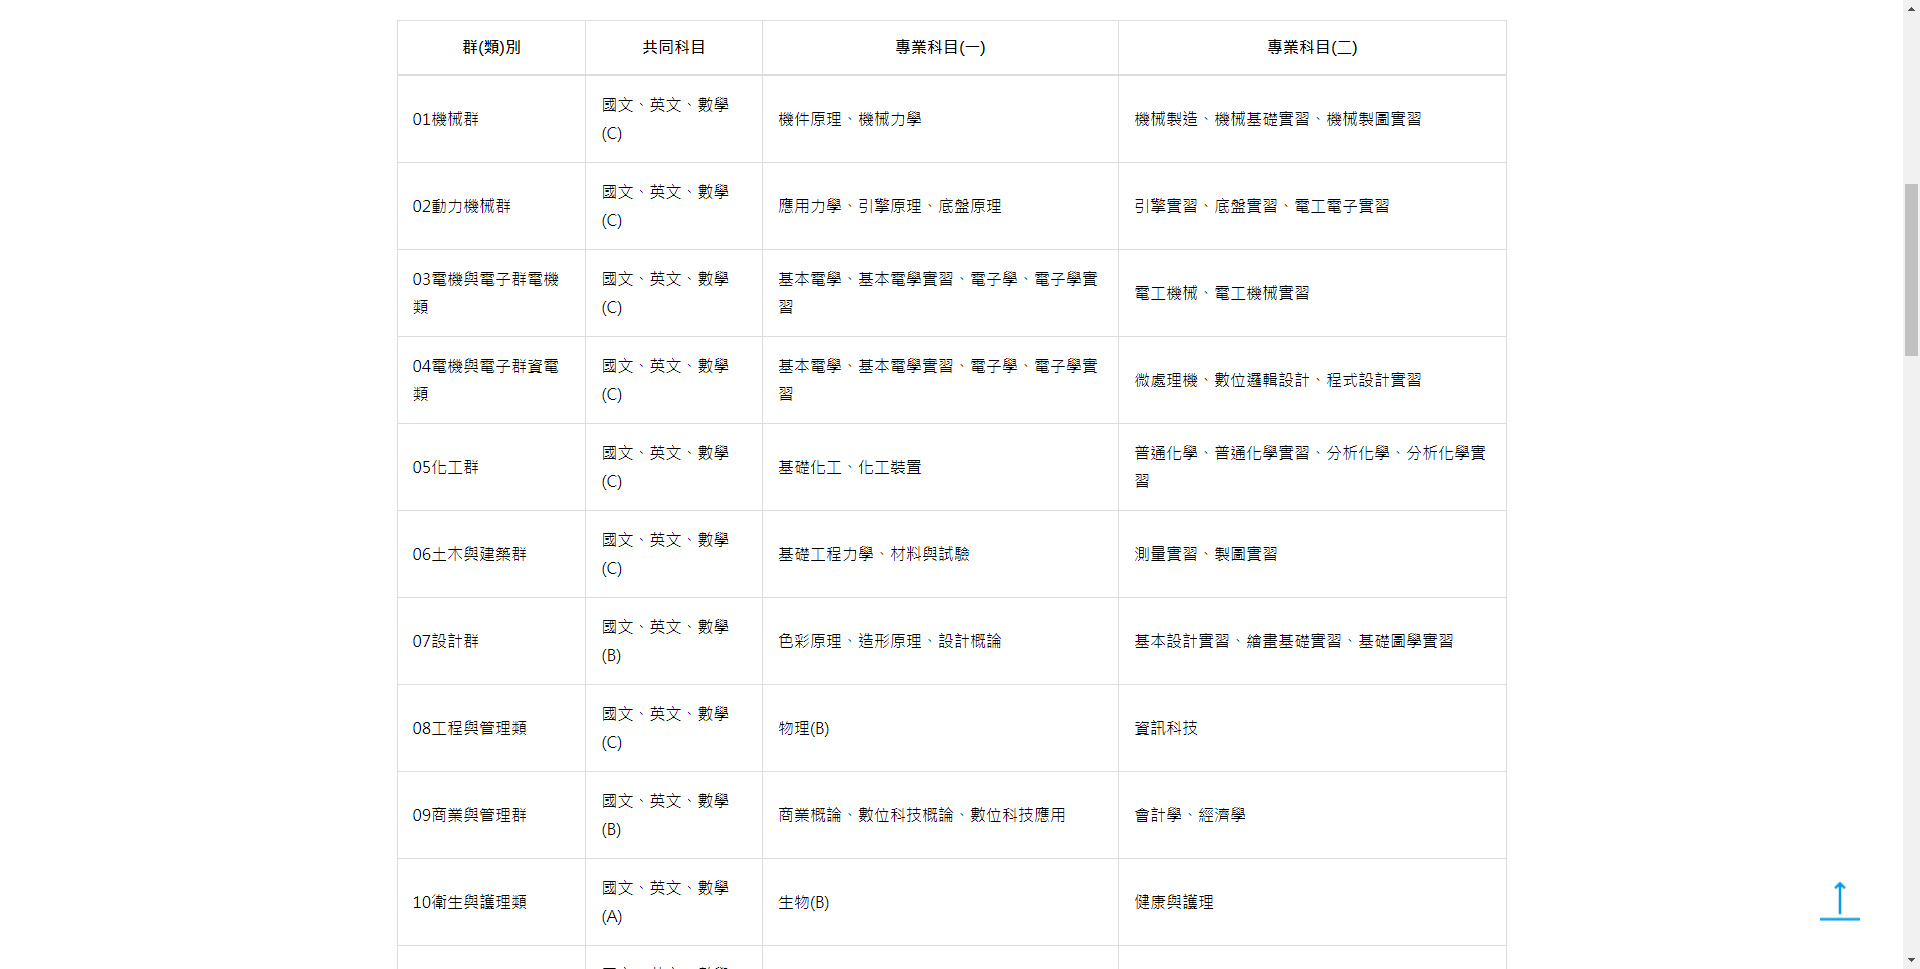 群(類)別 共同科目 專業科目(一) 專業科目(二)
01機械群
國文、英文、數學
(C)
機件原理、機械力學
機械製造、機械基礎實習、機械製圖實習
02動力機械群
國文、英文、數學
(C)
應用力學、引擎原理、底盤原理
引擎實習、底盤實習、電工電子實習
03電機與電子群電機
類
國文、英文、數學
(C)
基本電學、基本電學實習、電子學、電子學實
習
電工機械、電工機械實習
04電機與電子群資電
類
國文、英文、數學
(C)
基本電學、基本電學實習、電子學、電子學實
習
微處理機、數位邏輯設計、程式設計實習
05化工群
國文、英文、數學
(C)
基礎化工、化工裝置
普通化學、普通化學實習、分析化學、分析化學實
習
06土木與建築群
國文、英文、數學
(C)
基礎工程力學、材料與試驗
測量實習、製圖實習
07設計群
國文、英文、數學
(B)
色彩原理、造形原理、設計概論
基本設計實習、繪畫基礎實習、基礎圖學實習
08工程與管理類
國文、英文、數學
(C)
物理(B)
資訊科技
09商業與管理群
國文、英文、數學
(B)
商業概論、數位科技概論、數位科技應用
會計學、經濟學
10衛生與護理類
國文、英文、數學
(A)
生物(B)
健康與護理